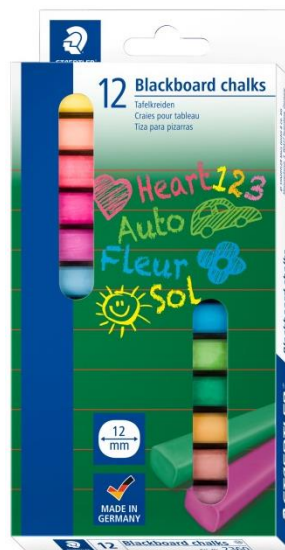 STAEDTLER
12 Blackboard chalks
Tafelkreiden
Craies pour tableau
Tiza para pizarras
Heart 123
Auto
Fleur
Sol
12
mm
MADE IN
GERMANY
12 Blackboard chalks